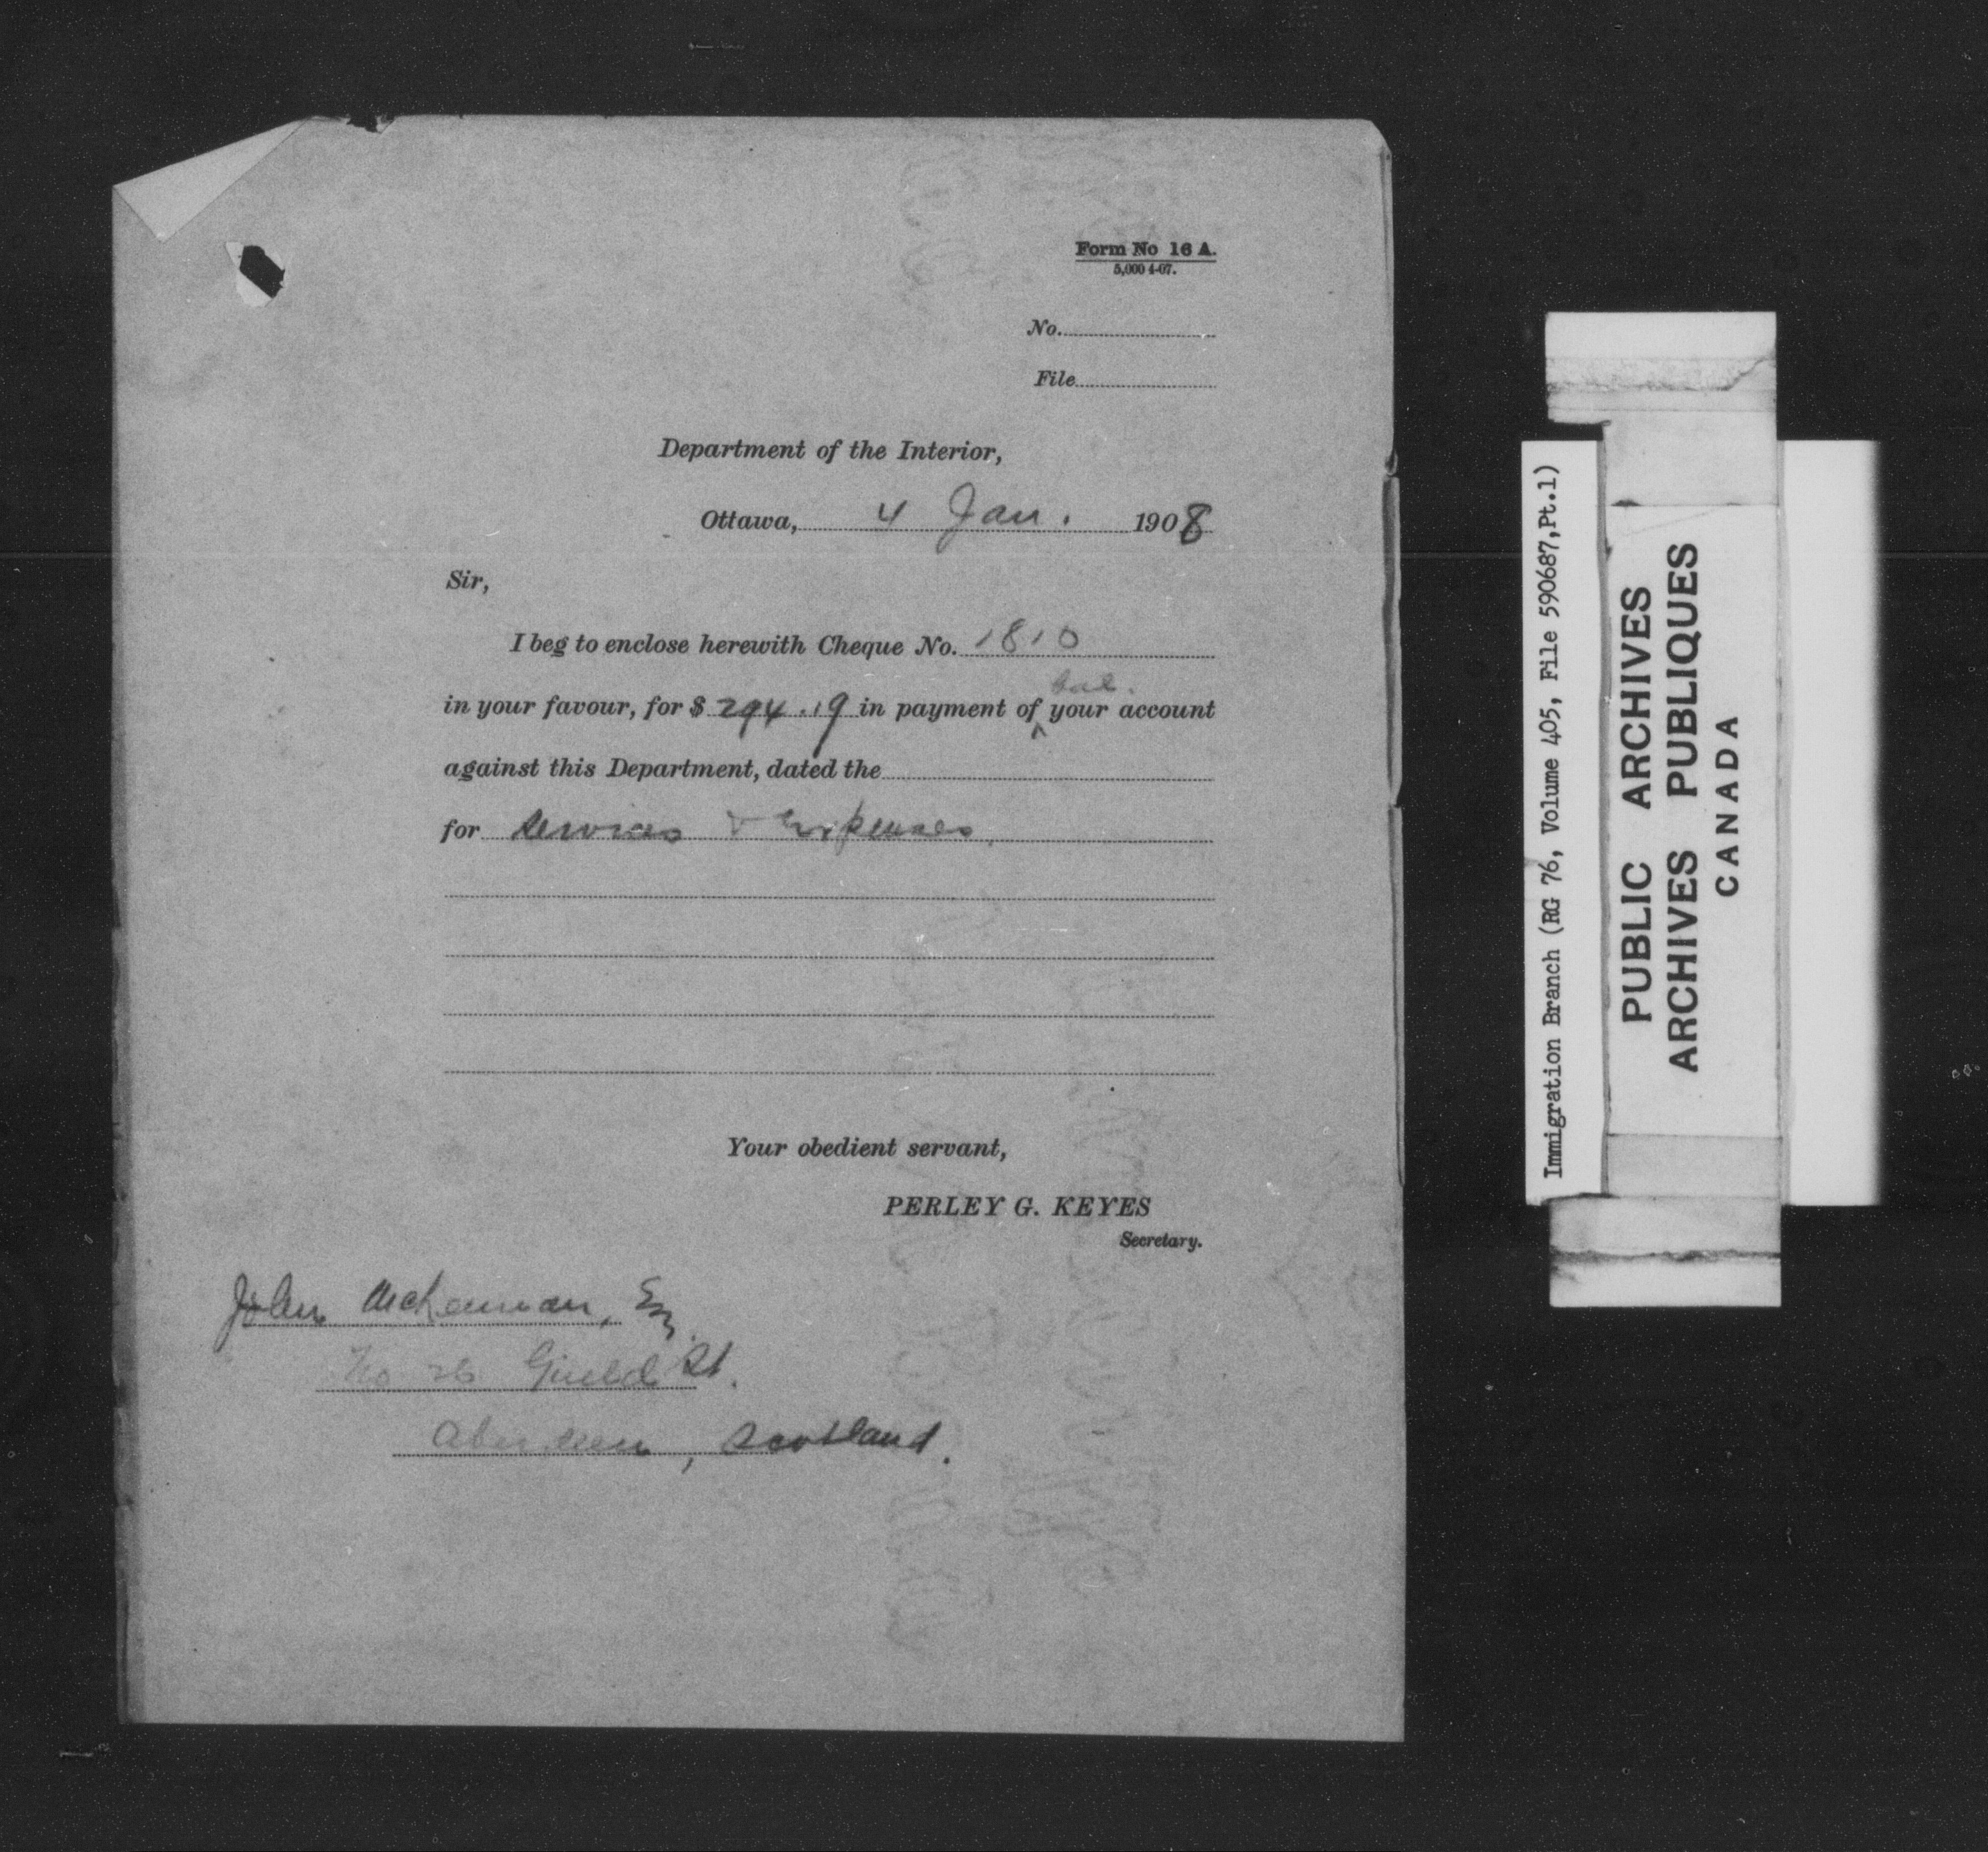 Form No 16 A.
5,000 4-07.
No.
File
Department of the Interior,
Ottawa, 4 Jan. 1908
Sir,
I beg to enclose herewith Cheque No. 1810
bal.
in your favour, for $ 294.19 in payment of ^ your account
against this Department, dated the
for services & Expenses.
Your obedient servant,
PERLEY G. KEYES
Secretary.
John McLennan, Esq.
No 26 Guild St.
Aberdeen, Scotland.
Immigration Branch (RG 76, Volume 405, File 590687,Pt.1)
PUBLIC ARCHIVES
ARCHIVES PUBLIQUES
CANADA